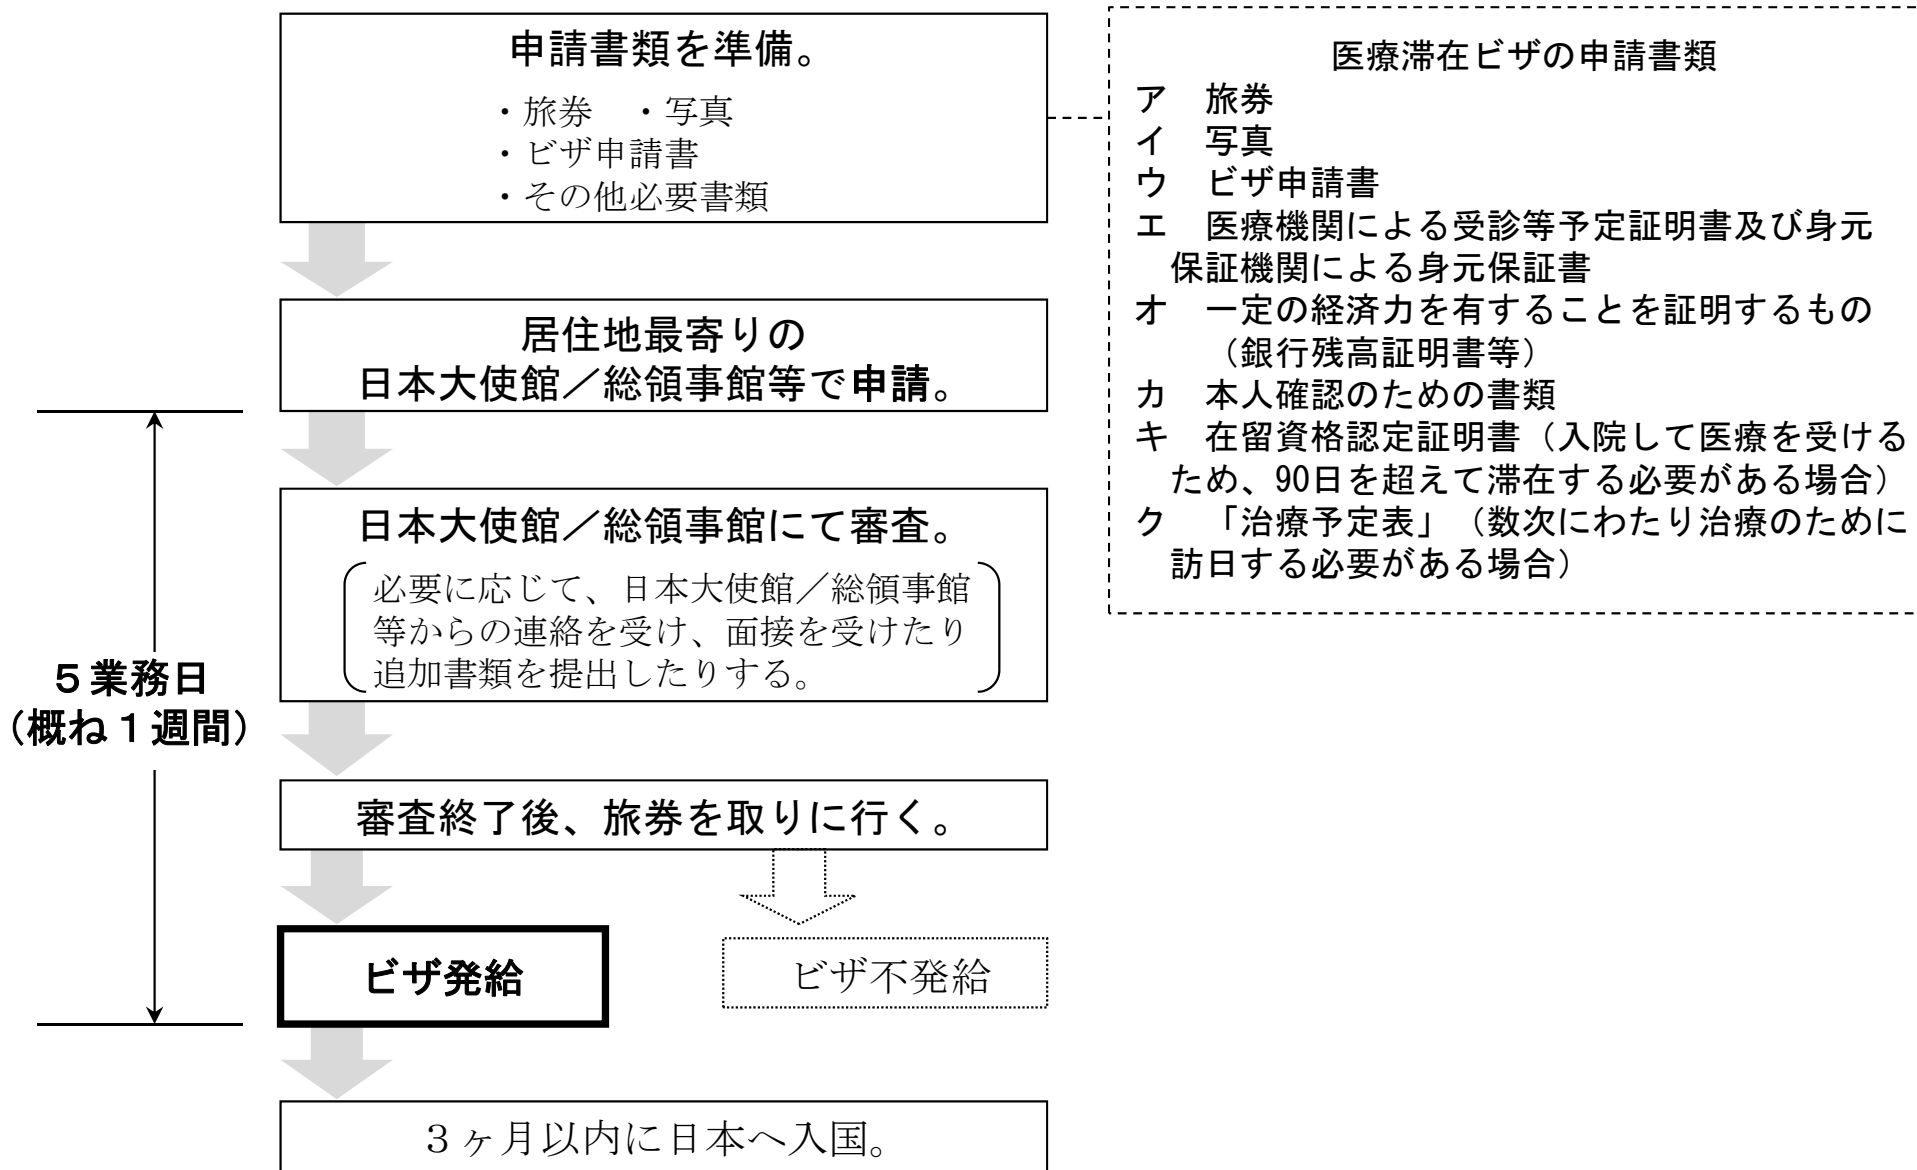 申請書類を準備。
・旅券　・写真
・ビザ申請書
・その他必要書類
居住地最寄りの
日本大使館／総領事館等で申請。
日本大使館／総領事館にて審査。
必要に応じて、日本大使館／総領事館
等からの連絡を受け、面接を受けたり
追加書類を提出したりする。
審査終了後、旅券を取りに行く。
ビザ発給
ビザ不発給
３ヶ月以内に日本へ入国。
５業務日
（概ね１週間）
医療滞在ビザの申請書類
ア　旅券
イ　写真
ウ　ビザ申請書
エ　医療機関による受診等予定証明書及び身元
保証機関による身元保証書
オ　一定の経済力を有することを証明するもの
（銀行残高証明書等）
カ　本人確認のための書類
キ　在留資格認定証明書（入院して医療を受ける
ため、90日を超えて滞在する必要がある場合）
ク　「治療予定表」（数次にわたり治療のために
訪日する必要がある場合）